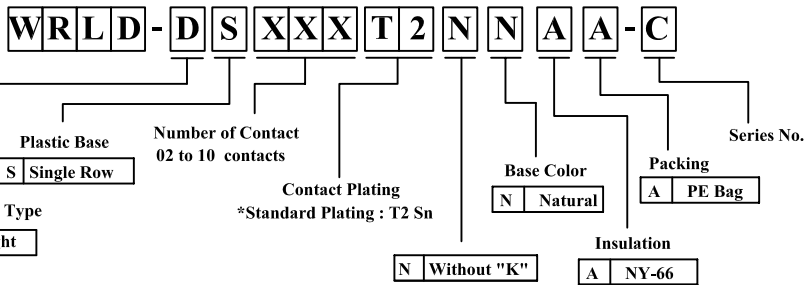 WRLD-DSXXXT2NNAA-C
Series No.
Number of Contact
02 to 10 contacts
Plastic Base
S Single Row
Packing
A PE Bag
Base Color
N Natural
Contact Plating
*Standard Plating : T2 Sn
Type
ht
Insulation
A NY-66
N Without "K"